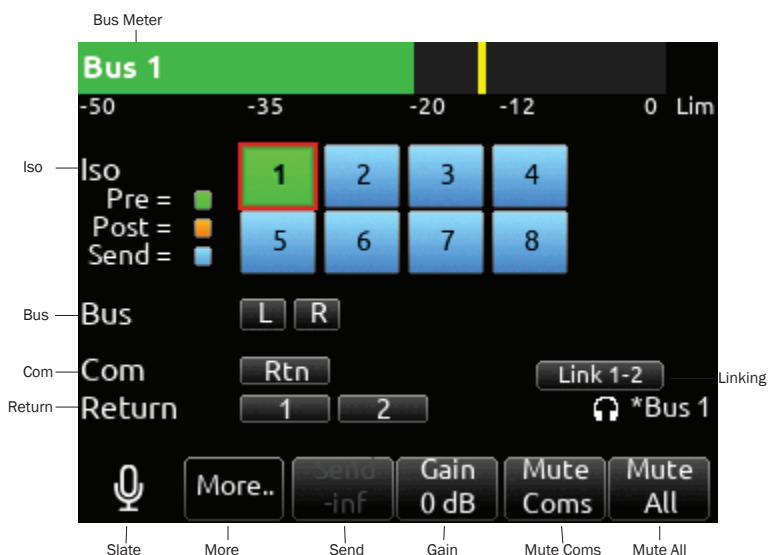 Bus Meter
Bus 1
-50 -35 -20 -12 0 Lim
Iso
Iso
1 2 3 4
Pre =
Post =
Send =
5 6 7 8
Bus
Bus
L R
Com
Com
Rtn
Link 1-2
Linking
Return
Return
1 2
*Bus 1
More..
Send
-inf
Gain
0 dB
Mute
Coms
Mute
All
Slate More Send Gain Mute Coms Mute All